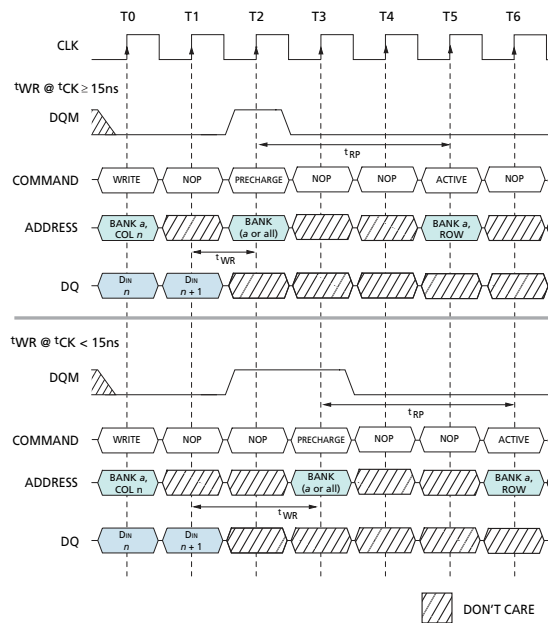 T0 T1 T2 T3 T4 T5 T6
CLK
tWR @ tCK ≥ 15ns
DQM
tRP
COMMAND WRITE NOP PRECHARGE NOP NOP ACTIVE NOP
ADDRESS BANK a, COL n BANK (a or all) BANK a, ROW
tWR
DQ DIN n DIN n + 1
tWR @ tCK < 15ns
DQM
tRP
COMMAND WRITE NOP NOP PRECHARGE NOP NOP ACTIVE
ADDRESS BANK a, COL n BANK (a or all) BANK a, ROW
tWR
DQ DIN n DIN n + 1
DON'T CARE